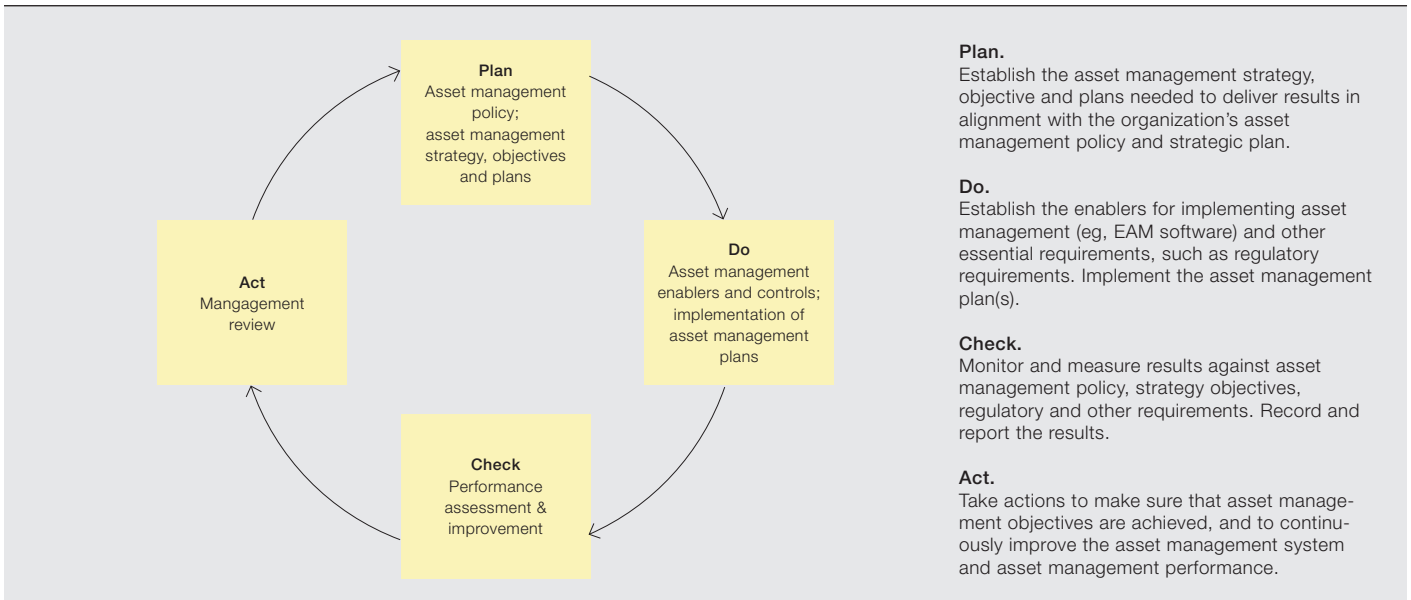 Plan
Asset management
policy;
asset management
strategy, objectives
and plans
Do
Asset management
enablers and controls;
implementation of
asset management
plans
Check
Performance
assessment &
improvement
Act
Mangagement
review
Plan.
Establish the asset management strategy,
objective and plans needed to deliver results in
alignment with the organization's asset
management policy and strategic plan.
Do.
Establish the enablers for implementing asset
management (eg, EAM software) and other
essential requirements, such as regulatory
requirements. Implement the asset management
plan(s).
Check.
Monitor and measure results against asset
management policy, strategy objectives,
regulatory and other requirements. Record and
report the results.
Act.
Take actions to make sure that asset manage-
ment objectives are achieved, and to continu-
ously improve the asset management system
and asset management performance.